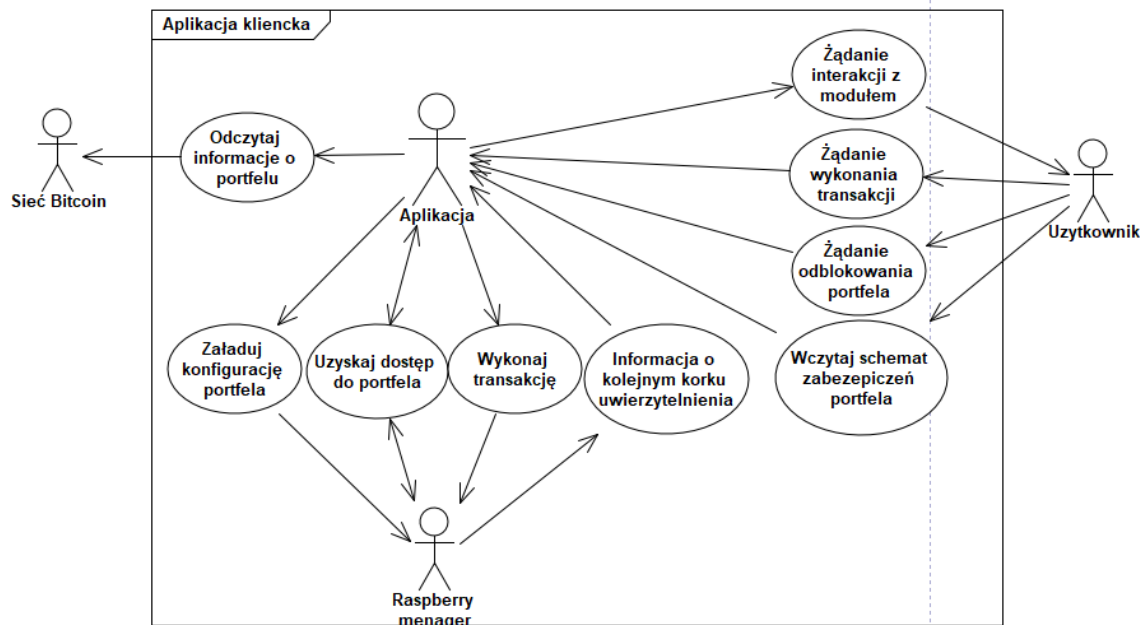 Aplikacja kliencka
Żądanie
interakcji z
modułem
Odczytaj
informacje o
portfelu
Sieć Bitcoin
Aplikacja
Żądanie
wykonania
transakcji
Uzytkownik
Żądanie
odblokowania
portfela
Załaduj
konfigurację
portfela
Uzyskaj dostęp
do portfela
Wykonaj
transakcję
Informacja o
kolejnym korku
uwierzytelnienia
Wczytaj schemat
zabezepiczeń
portfela
Raspberry
menager